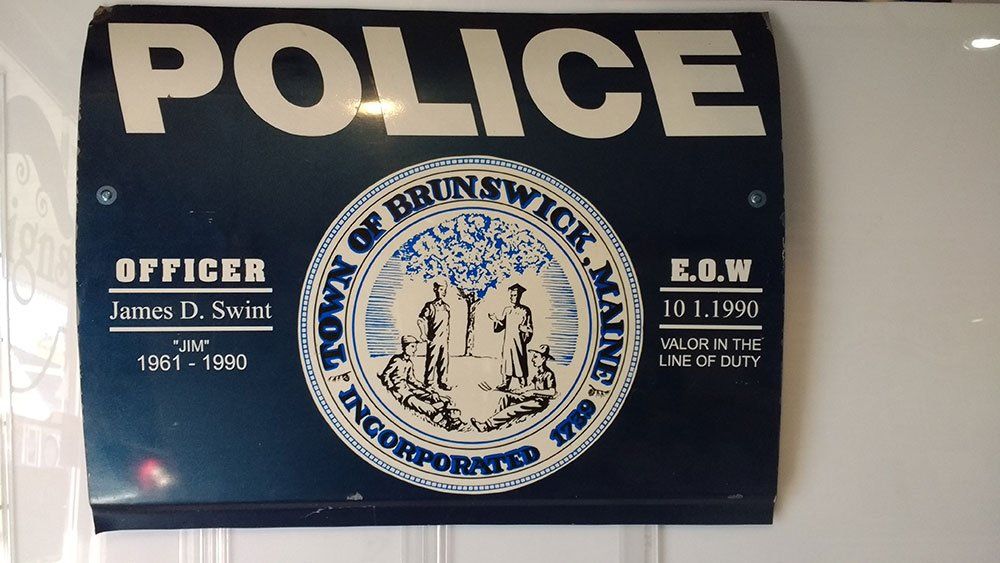 POLICE
OFFICER
James D. Swint
"JIM"
1961 - 1990
TOWN OF BRUNSWICK, MAINE
INCORPORATED 1739
E.O.W
10 1.1990
VALOR IN THE
LINE OF DUTY